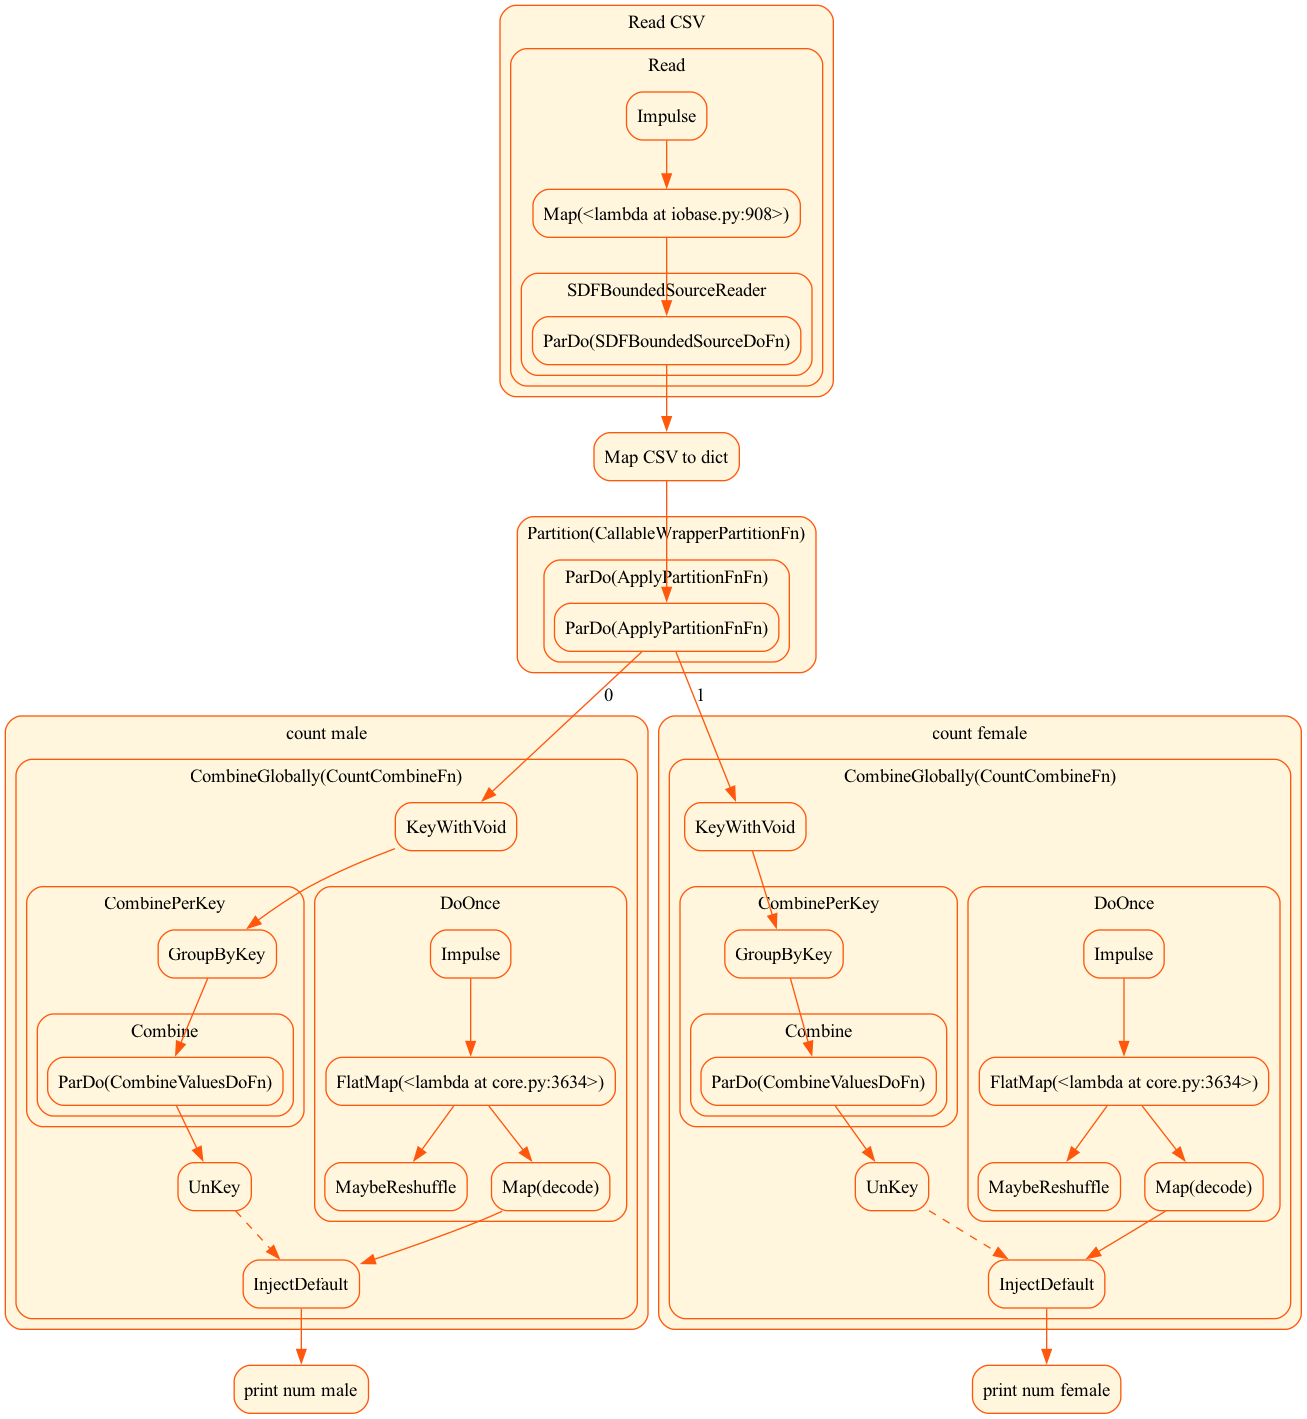 Read CSV
Read
Impulse
Map(<lambda at iobase.py:908>)
SDFBoundedSourceReader
ParDo(SDFBoundedSourceDoFn)
Map CSV to dict
Partition(CallableWrapperPartitionFn)
ParDo(ApplyPartitionFnFn)
ParDo(ApplyPartitionFnFn)
0
1
count male
CombineGlobally(CountCombineFn)
KeyWithVoid
CombinePerKey
GroupByKey
Combine
ParDo(CombineValuesDoFn)
UnKey
DoOnce
Impulse
FlatMap(<lambda at core.py:3634>)
MaybeReshuffle
Map(decode)
InjectDefault
print num male
count female
CombineGlobally(CountCombineFn)
KeyWithVoid
CombinePerKey
GroupByKey
Combine
ParDo(CombineValuesDoFn)
UnKey
DoOnce
Impulse
FlatMap(<lambda at core.py:3634>)
MaybeReshuffle
Map(decode)
InjectDefault
print num female